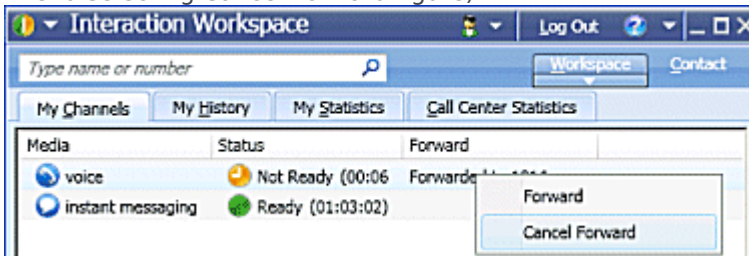 Interaction Workspace Log Out
Type name or number Workspace Contact
My Channels My History My Statistics Call Center Statistics
Media Status Forward
voice Not Ready (00:06 Forwarded
Forward
instant messaging Ready (01:03:02)
Cancel Forward